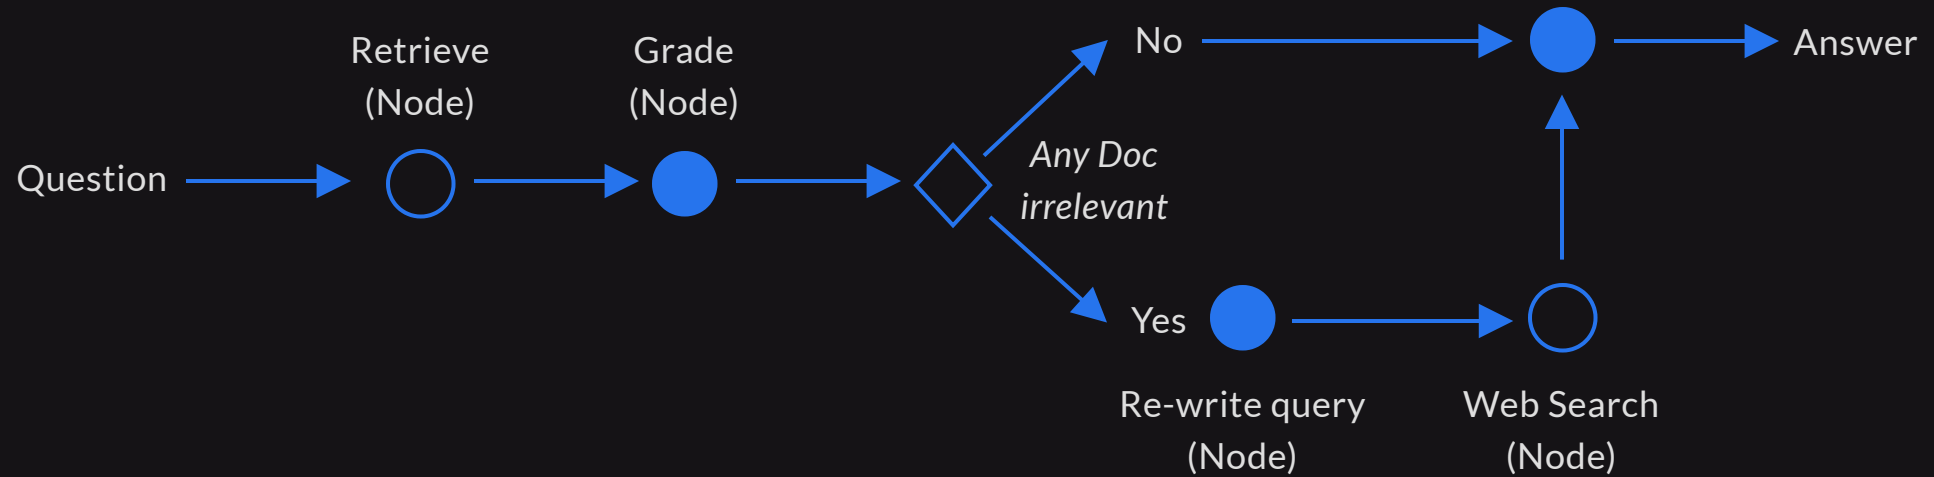 Question
Retrieve
(Node)
Grade
(Node)
Any Doc
irrelevant
No
Answer
Yes
Re-write query
(Node)
Web Search
(Node)